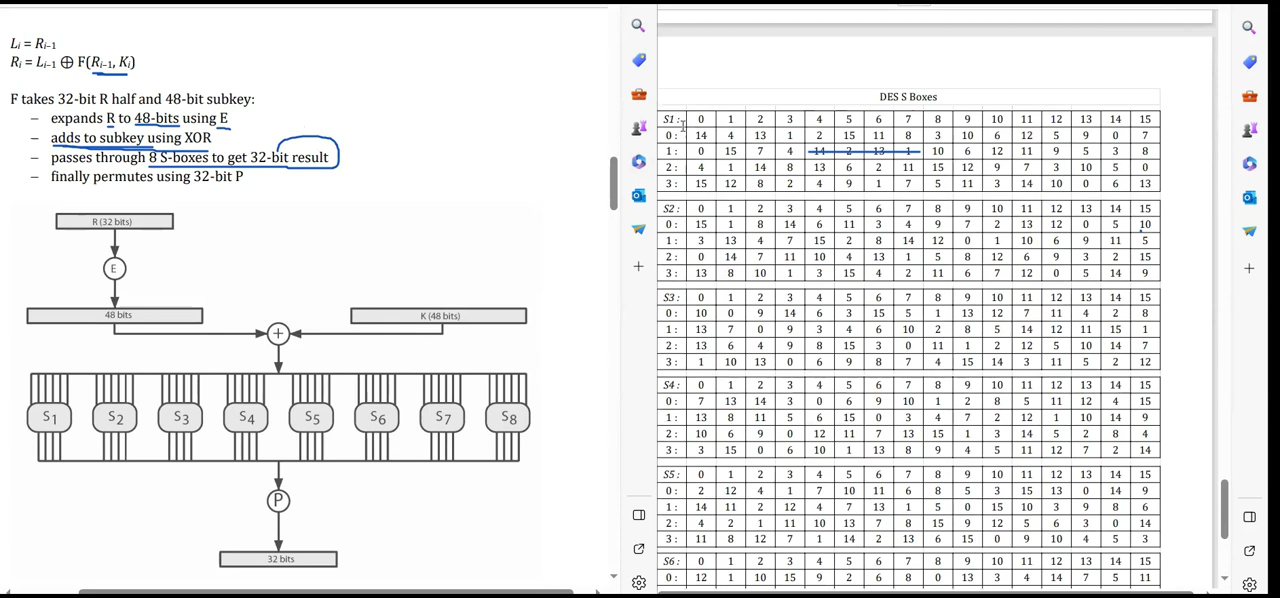 Li = Ri–1
Ri = Li–1 ⊕ F(Ri–1, Ki)
F takes 32-bit R half and 48-bit subkey:
– expands R to 48-bits using E
– adds to subkey using XOR
– passes through 8 S-boxes to get 32-bit result
– finally permutes using 32-bit P
R (32 bits)
E
48 bits
K (48 bits)
+
S1 S2 S3 S4 S5 S6 S7 S8
P
32 bits
DES S Boxes
S1: 0 1 2 3 4 5 6 7 8 9 10 11 12 13 14 15
0: 14 4 13 1 2 15 11 8 3 10 6 12 5 9 0 7
1: 0 15 7 4 14 2 13 1 10 6 12 11 9 5 3 8
2: 4 1 14 8 13 6 2 11 15 12 9 7 3 10 5 0
3: 15 12 8 2 4 9 1 7 5 11 3 14 10 0 6 13
S2: 0 1 2 3 4 5 6 7 8 9 10 11 12 13 14 15
0: 15 1 8 14 6 11 3 4 9 7 2 13 12 0 5 10
1: 3 13 4 7 15 2 8 14 12 0 1 10 6 9 11 5
2: 0 14 7 11 10 4 13 1 5 8 12 6 9 3 2 15
3: 13 8 10 1 3 15 4 2 11 6 7 12 0 5 14 9
S3: 0 1 2 3 4 5 6 7 8 9 10 11 12 13 14 15
0: 10 0 9 14 6 3 15 5 1 13 12 7 11 4 2 8
1: 13 7 0 9 3 4 6 10 2 8 5 14 12 11 15 1
2: 13 6 4 9 8 15 3 0 11 1 2 12 5 10 14 7
3: 1 10 13 0 6 9 8 7 4 15 14 3 11 5 2 12
S4: 0 1 2 3 4 5 6 7 8 9 10 11 12 13 14 15
0: 7 13 14 3 0 6 9 10 1 2 8 5 11 12 4 15
1: 13 8 11 5 6 15 0 3 4 7 2 12 1 10 14 9
2: 10 6 9 0 12 11 7 13 15 1 3 14 5 2 8 4
3: 3 15 0 6 10 1 13 8 9 4 5 11 12 7 2 14
S5: 0 1 2 3 4 5 6 7 8 9 10 11 12 13 14 15
0: 2 12 4 1 7 10 11 6 8 5 3 15 13 0 14 9
1: 14 11 2 12 4 7 13 1 5 0 15 10 3 9 8 6
2: 4 2 1 11 10 13 7 8 15 9 12 5 6 3 0 14
3: 11 8 12 7 1 14 2 13 6 15 0 9 10 4 5 3
S6: 0 1 2 3 4 5 6 7 8 9 10 11 12 13 14 15
0: 12 1 10 15 9 2 6 8 0 13 3 4 14 7 5 11